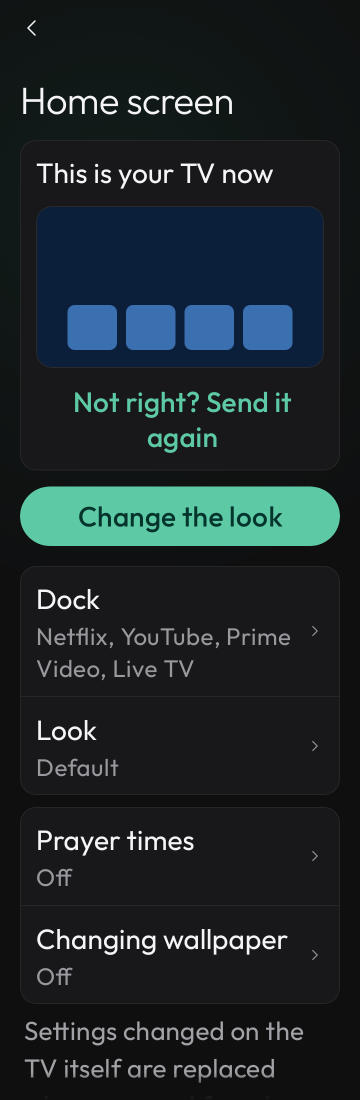 Home screen
This is your TV now
Not right? Send it
again
Change the look
Dock
Netflix, YouTube, Prime
Video, Live TV
Look
Default
Prayer times
Off
Changing wallpaper
Off
Settings changed on the
TV itself are replaced